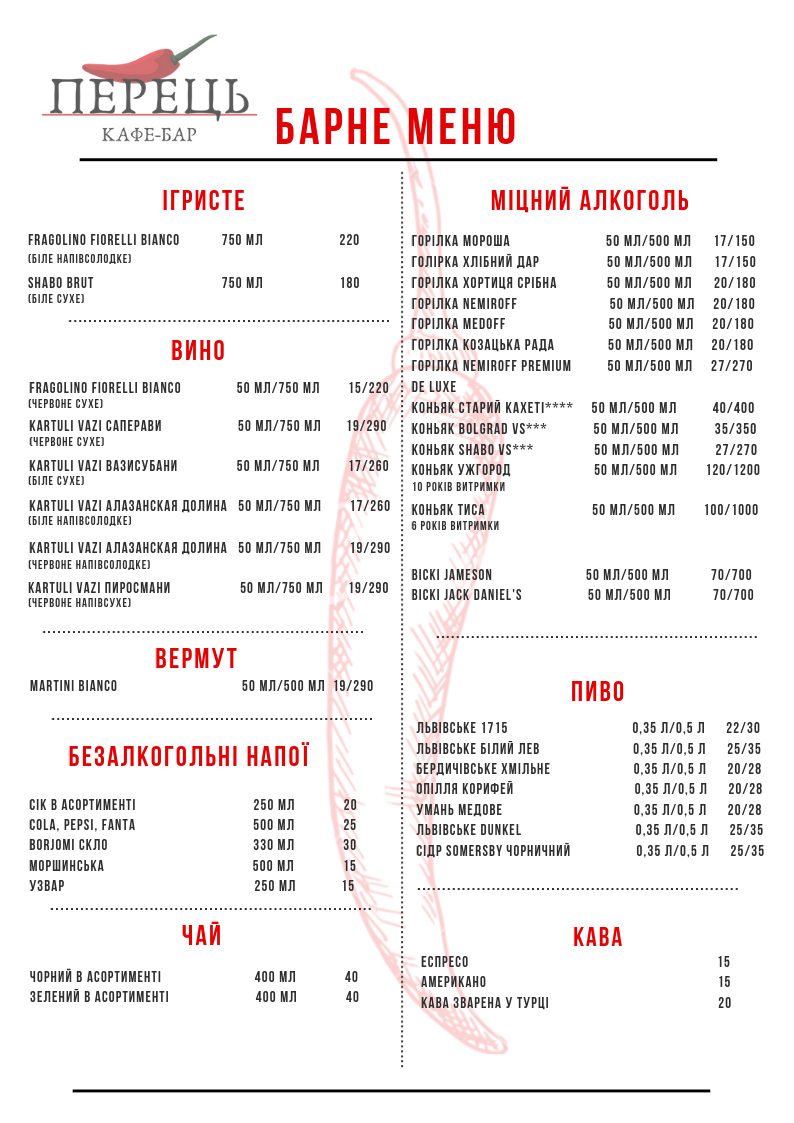 ПЕРЕЦЬ
КАФЕ-БАР
БАРНЕ МЕНЮ
ІГРИСТЕ
FRAGOLINO FIORELLI BIANCO 750 МЛ 220
(БІЛЕ НАПІВСОЛОДКЕ)
SHABO BRUT 750 МЛ 180
(БІЛЕ СУХЕ)
ВИНО
FRAGOLINO FIORELLI BIANCO 50 МЛ/750 МЛ 15/220
(ЧЕРВОНЕ СУХЕ)
KARTULI VAZI САПЕРАВИ 50 МЛ/750 МЛ 19/290
(ЧЕРВОНЕ СУХЕ)
KARTULI VAZI ВАЗИСУБАНИ 50 МЛ/750 МЛ 17/260
(БІЛЕ СУХЕ)
KARTULI VAZI АЛАЗАНСКАЯ ДОЛИНА 50 МЛ/750 МЛ 17/260
(БІЛЕ НАПІВСОЛОДКЕ)
KARTULI VAZI АЛАЗАНСКАЯ ДОЛИНА 50 МЛ/750 МЛ 19/290
(ЧЕРВОНЕ НАПІВСОЛОДКЕ)
KARTULI VAZI ПИРОСМАНИ 50 МЛ/750 МЛ 19/290
(ЧЕРВОНЕ НАПІВСУХЕ)
ВЕРМУТ
MARTINI BIANCO 50 МЛ/500 МЛ 19/290
БЕЗАЛКОГОЛЬНІ НАПОЇ
СІК В АСОРТИМЕНТІ 250 МЛ 20
COLA, PEPSI, FANTA 500 МЛ 25
BORJOMI СКЛО 330 МЛ 30
МОРШИНСЬКА 500 МЛ 15
УЗВАР 250 МЛ 15
ЧАЙ
ЧОРНИЙ В АСОРТИМЕНТІ 400 МЛ 40
ЗЕЛЕНИЙ В АСОРТИМЕНТІ 400 МЛ 40
МІЦНИЙ АЛКОГОЛЬ
ГОРІЛКА МОРОША 50 МЛ/500 МЛ 17/150
ГОЛІРКА ХЛІБНИЙ ДАР 50 МЛ/500 МЛ 17/150
ГОРІЛКА ХОРТИЦЯ СРІБНА 50 МЛ/500 МЛ 20/180
ГОРІЛКА NEMIROFF 50 МЛ/500 МЛ 20/180
ГОРІЛКА MEDOFF 50 МЛ/500 МЛ 20/180
ГОРІЛКА КОЗАЦЬКА РАДА 50 МЛ/500 МЛ 20/180
ГОРІЛКА NEMIROFF PREMIUM 50 МЛ/500 МЛ 27/270
DE LUXE
КОНЬЯК СТАРИЙ КАХЕТІ**** 50 МЛ/500 МЛ 40/400
КОНЬЯК BOLGRAD VS*** 50 МЛ/500 МЛ 35/350
КОНЬЯК SHABO VS*** 50 МЛ/500 МЛ 27/270
КОНЬЯК УЖГОРОД 50 МЛ/500 МЛ 120/1200
10 РОКІВ ВИТРИМКИ
КОНЬЯК ТИСА 50 МЛ/500 МЛ 100/1000
6 РОКІВ ВИТРИМКИ
ВІСКІ JAMESON 50 МЛ/500 МЛ 70/700
ВІСКІ JACK DANIEL'S 50 МЛ/500 МЛ 70/700
ПИВО
ЛЬВІВСЬКЕ 1715 0,35 Л/0,5 Л 22/30
ЛЬВІВСЬКЕ БІЛИЙ ЛЕВ 0,35 Л/0,5 Л 25/35
БЕРДИЧІВСЬКЕ ХМІЛЬНЕ 0,35 Л/0,5 Л 20/28
ОПІЛЛЯ КОРИФЕЙ 0,35 Л/0,5 Л 20/28
УМАНЬ МЕДОВЕ 0,35 Л/0,5 Л 20/28
ЛЬВІВСЬКЕ DUNKEL 0,35 Л/0,5 Л 25/35
СІДР SOMERSBY ЧОРНИЧНИЙ 0,35 Л/0,5 Л 25/35
КАВА
ЕСПРЕСО 15
АМЕРИКАНО 15
КАВА ЗВАРЕНА У ТУРЦІ 20